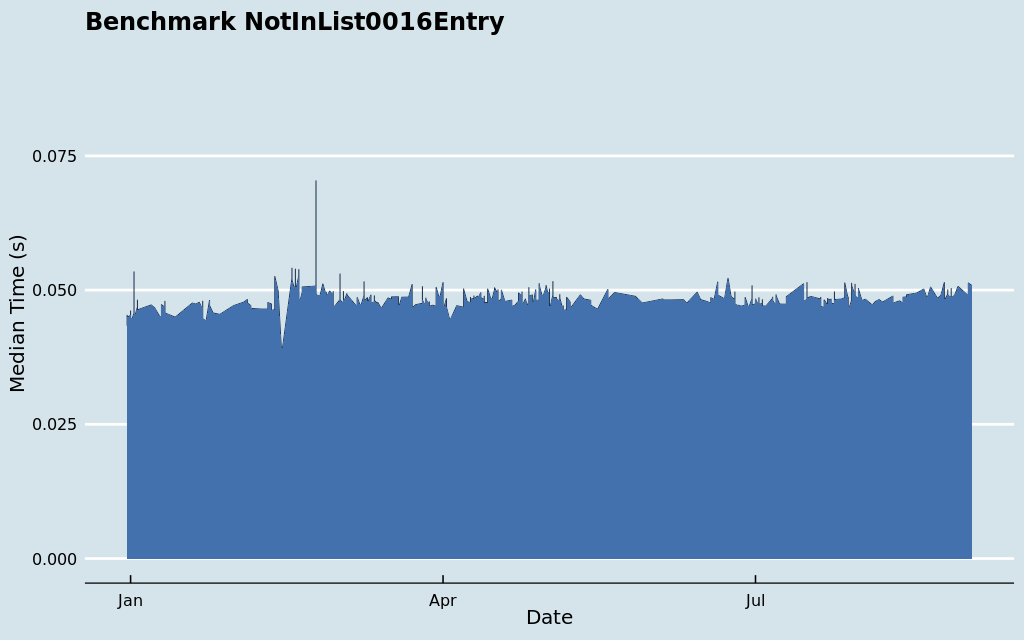 Benchmark NotInList0016Entry
Median Time (s)
0.075
0.050
0.025
0.000
Jan
Apr
Jul
Date